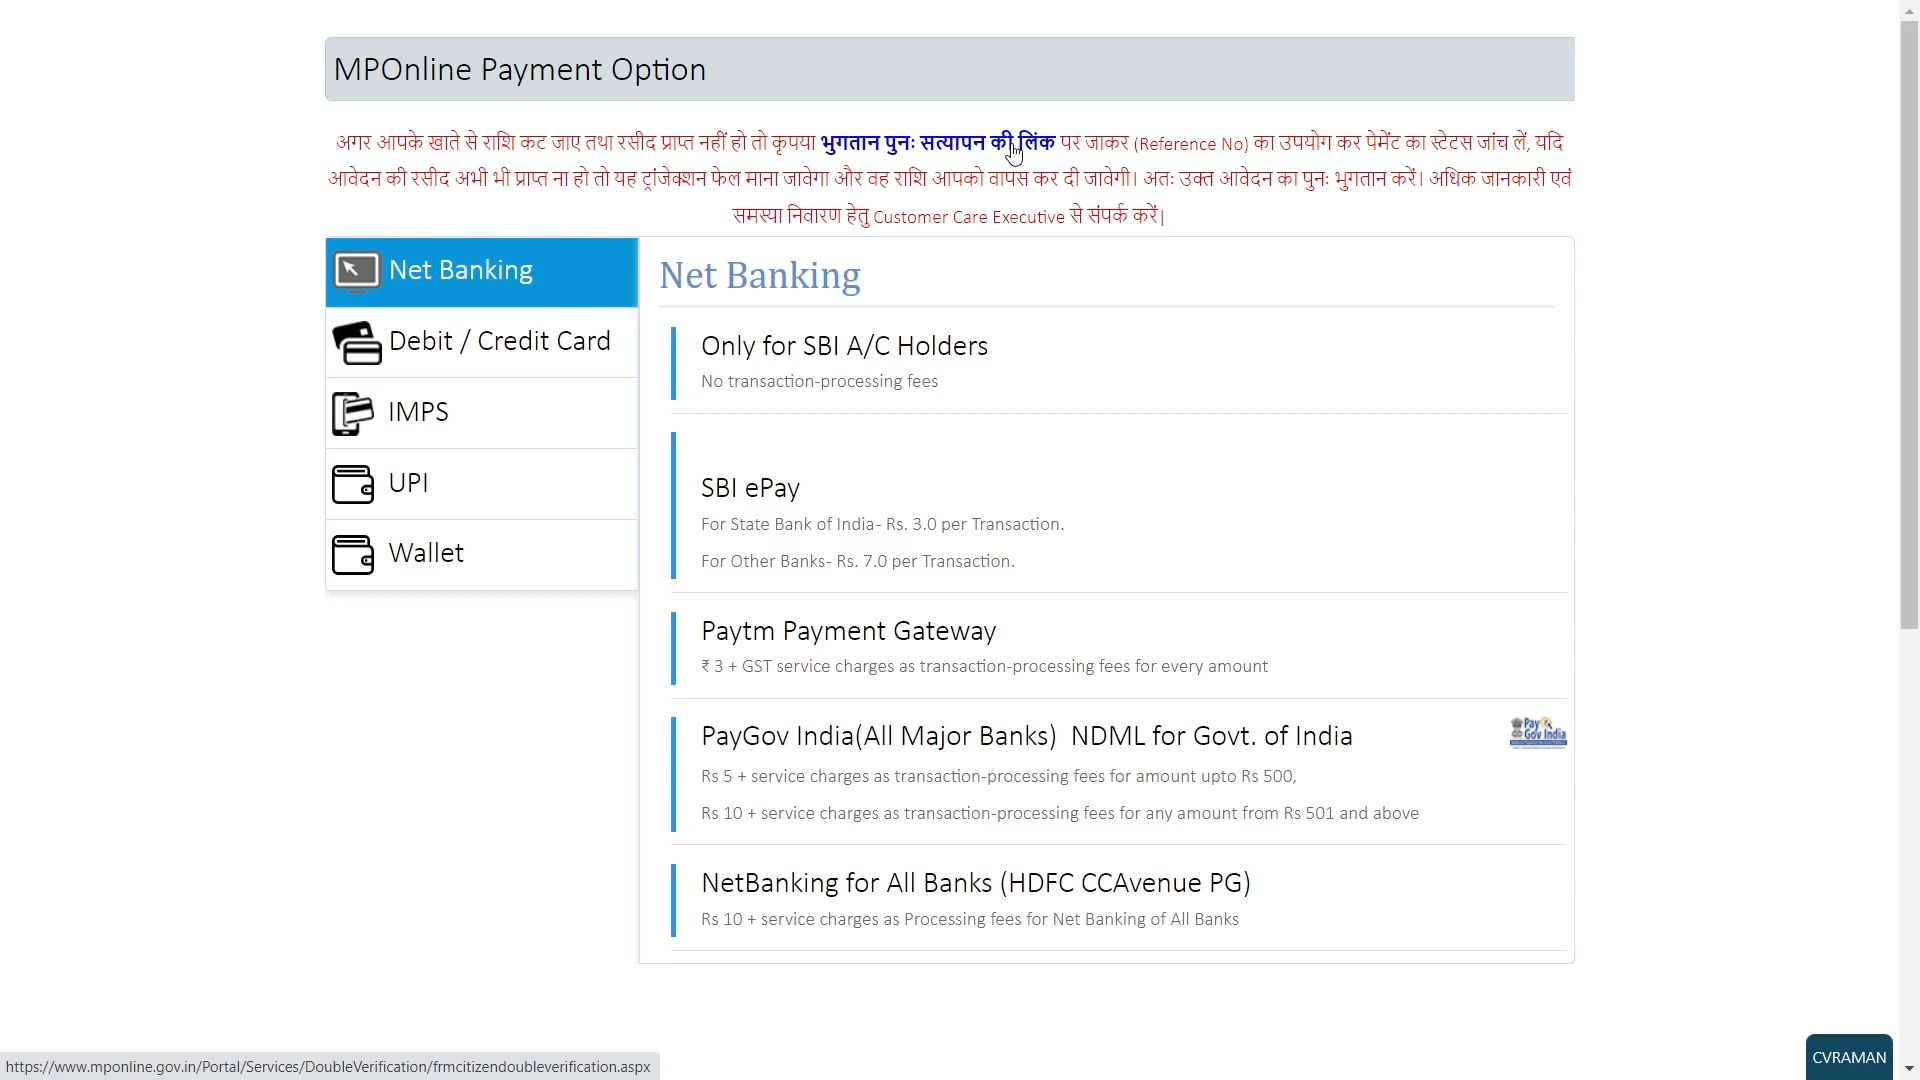 MPOnline Payment Option
अगर आपके खाते से राशि कट जाए तथा रसीद प्राप्त नहीं हो तो कृपया भुगतान पुनः सत्यापन की लिंक पर जाकर (Reference No) का उपयोग कर पेमेंट का स्टेटस जांच लें, यदि
आवेदन की रसीद अभी भी प्राप्त ना हो तो यह ट्रांजेक्शन फेल माना जावेगा और वह राशि आपको वापस कर दी जावेगी। अतः उक्त आवेदन का पुनः भुगतान करें। अधिक जानकारी एवं
समस्या निवारण हेतु Customer Care Executive से संपर्क करें|
Net Banking
Debit / Credit Card
IMPS
UPI
Wallet
Net Banking
Only for SBI A/C Holders
No transaction-processing fees
SBI ePay
For State Bank of India- Rs. 3.0 per Transaction.
For Other Banks- Rs. 7.0 per Transaction.
Paytm Payment Gateway
₹ 3 + GST service charges as transaction-processing fees for every amount
PayGov India(All Major Banks) NDML for Govt. of India
Pay
Gov India
Rs 5 + service charges as transaction-processing fees for amount upto Rs 500,
Rs 10 + service charges as transaction-processing fees for any amount from Rs 501 and above
NetBanking for All Banks (HDFC CCAvenue PG)
Rs 10 + service charges as Processing fees for Net Banking of All Banks
CVRAMAN
https://www.mponline.gov.in/Portal/Services/DoubleVerification/frmcitizendoubleverification.aspx